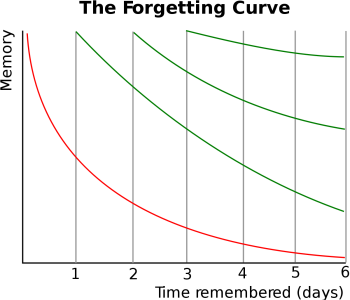 The Forgetting Curve
Memory
1 2 3 4 5 6
Time remembered (days)